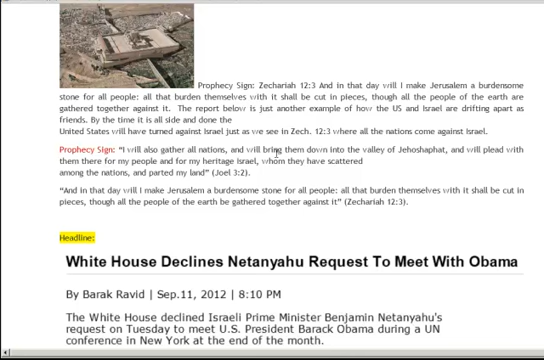 Prophecy Sign: Zechariah 12:3 And in that day will I make Jerusalem a burdensome
stone for all people: all that burden themselves with it shall be cut in pieces, though all the people of the earth are
gathered together against it. The report below is just another example of how the US and Israel are drifting apart as
friends. By the time it is all side and done the
United States will have turned against Israel just as we see in Zech. 12:3 where all the nations come against Israel.
Prophecy Sign: “I will also gather all nations, and will bring them down into the valley of Jehoshaphat, and will plead with
them there for my people and for my heritage Israel, whom they have scattered
among the nations, and parted my land” (Joel 3:2).
“And in that day will I make Jerusalem a burdensome stone for all people: all that burden themselves with it shall be cut in
pieces, though all the people of the earth be gathered together against it” (Zechariah 12:3).
Headline:
White House Declines Netanyahu Request To Meet With Obama
By Barak Ravid | Sep.11, 2012 | 8:10 PM
The White House declined Israeli Prime Minister Benjamin Netanyahu's
request on Tuesday to meet U.S. President Barack Obama during a UN
conference in New York at the end of the month.